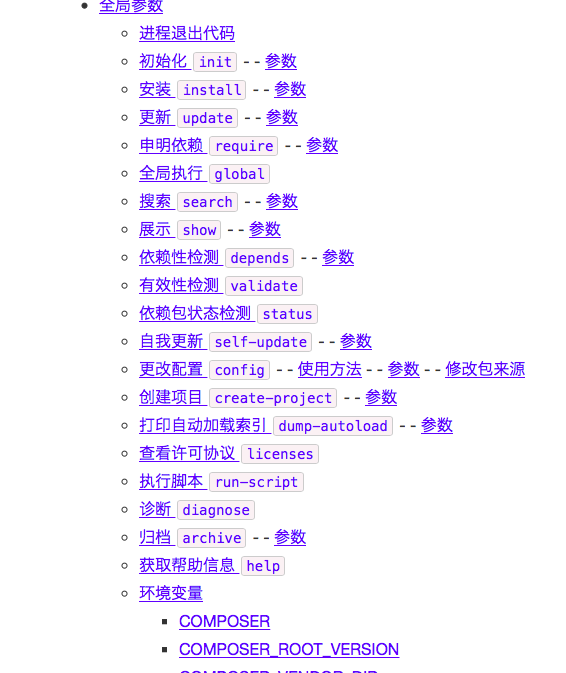 全局参数
进程退出代码
初始化 init -- 参数
安装 install -- 参数
更新 update -- 参数
申明依赖 require -- 参数
全局执行 global
搜索 search -- 参数
展示 show -- 参数
依赖性检测 depends -- 参数
有效性检测 validate
依赖包状态检测 status
自我更新 self-update -- 参数
更改配置 config -- 使用方法 -- 参数 -- 修改包来源
创建项目 create-project -- 参数
打印自动加载索引 dump-autoload -- 参数
查看许可协议 licenses
执行脚本 run-script
诊断 diagnose
归档 archive -- 参数
获取帮助信息 help
环境变量
COMPOSER
COMPOSER_ROOT_VERSION
COMPOSER_VENDOR_DIR